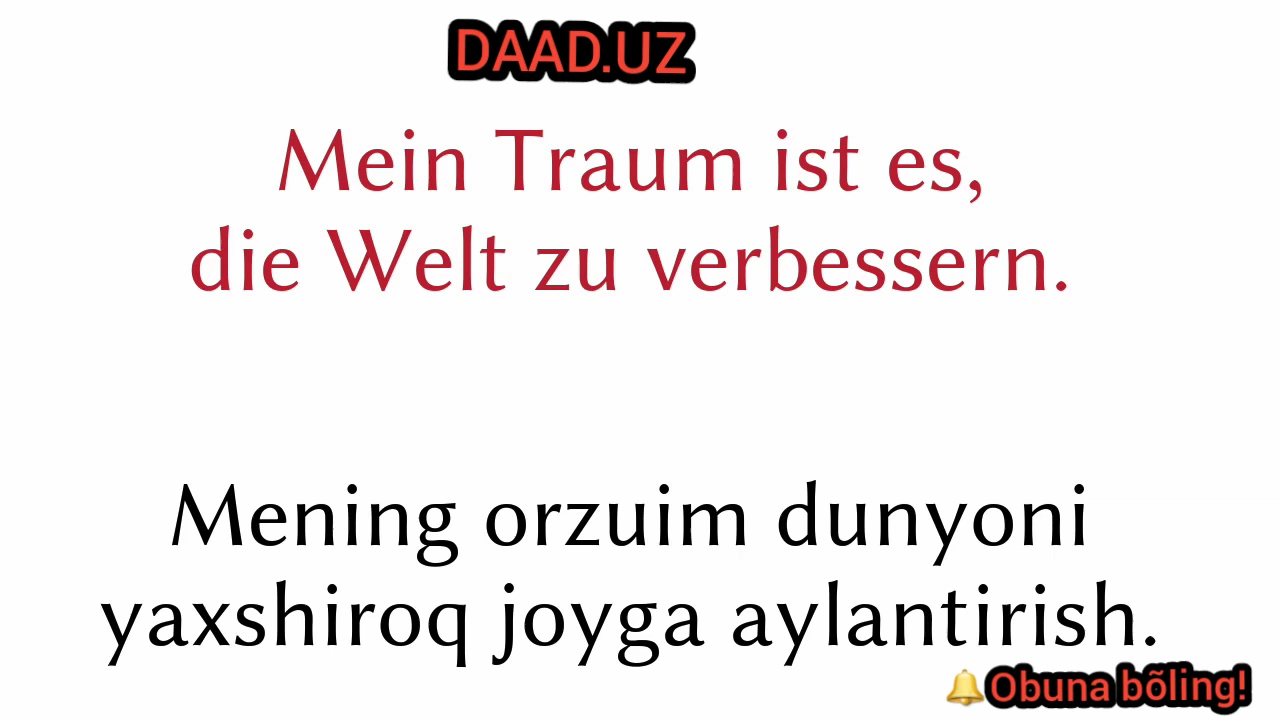 DAAD.UZ
Mein Traum ist es,
die Welt zu verbessern.
Mening orzuim dunyoni
yaxshiroq joyga aylantirish.
🔔Obuna bõling!